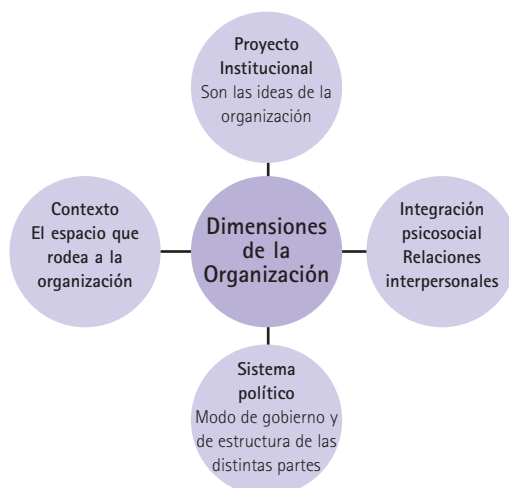 Proyecto
Institucional
Son las ideas de la
organización
Contexto
El espacio que
rodea a la
organización
Dimensiones
de la
Organización
Integración
psicosocial
Relaciones
interpersonales
Sistema
político
Modo de gobierno y
de estructura de las
distintas partes